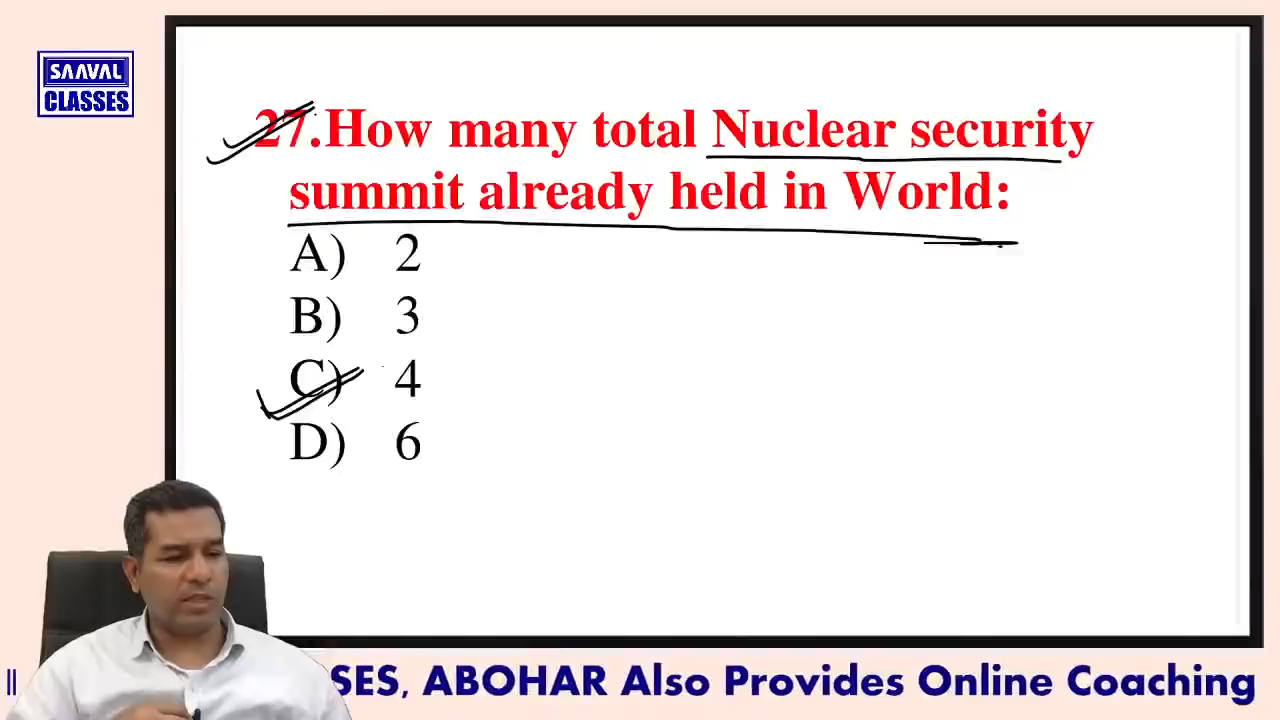 SAAVAL
CLASSES
27.How many total Nuclear security
summit already held in World:
A) 2
B) 3
C) 4
D) 6
|| SES, ABOHAR Also Provides Online Coaching